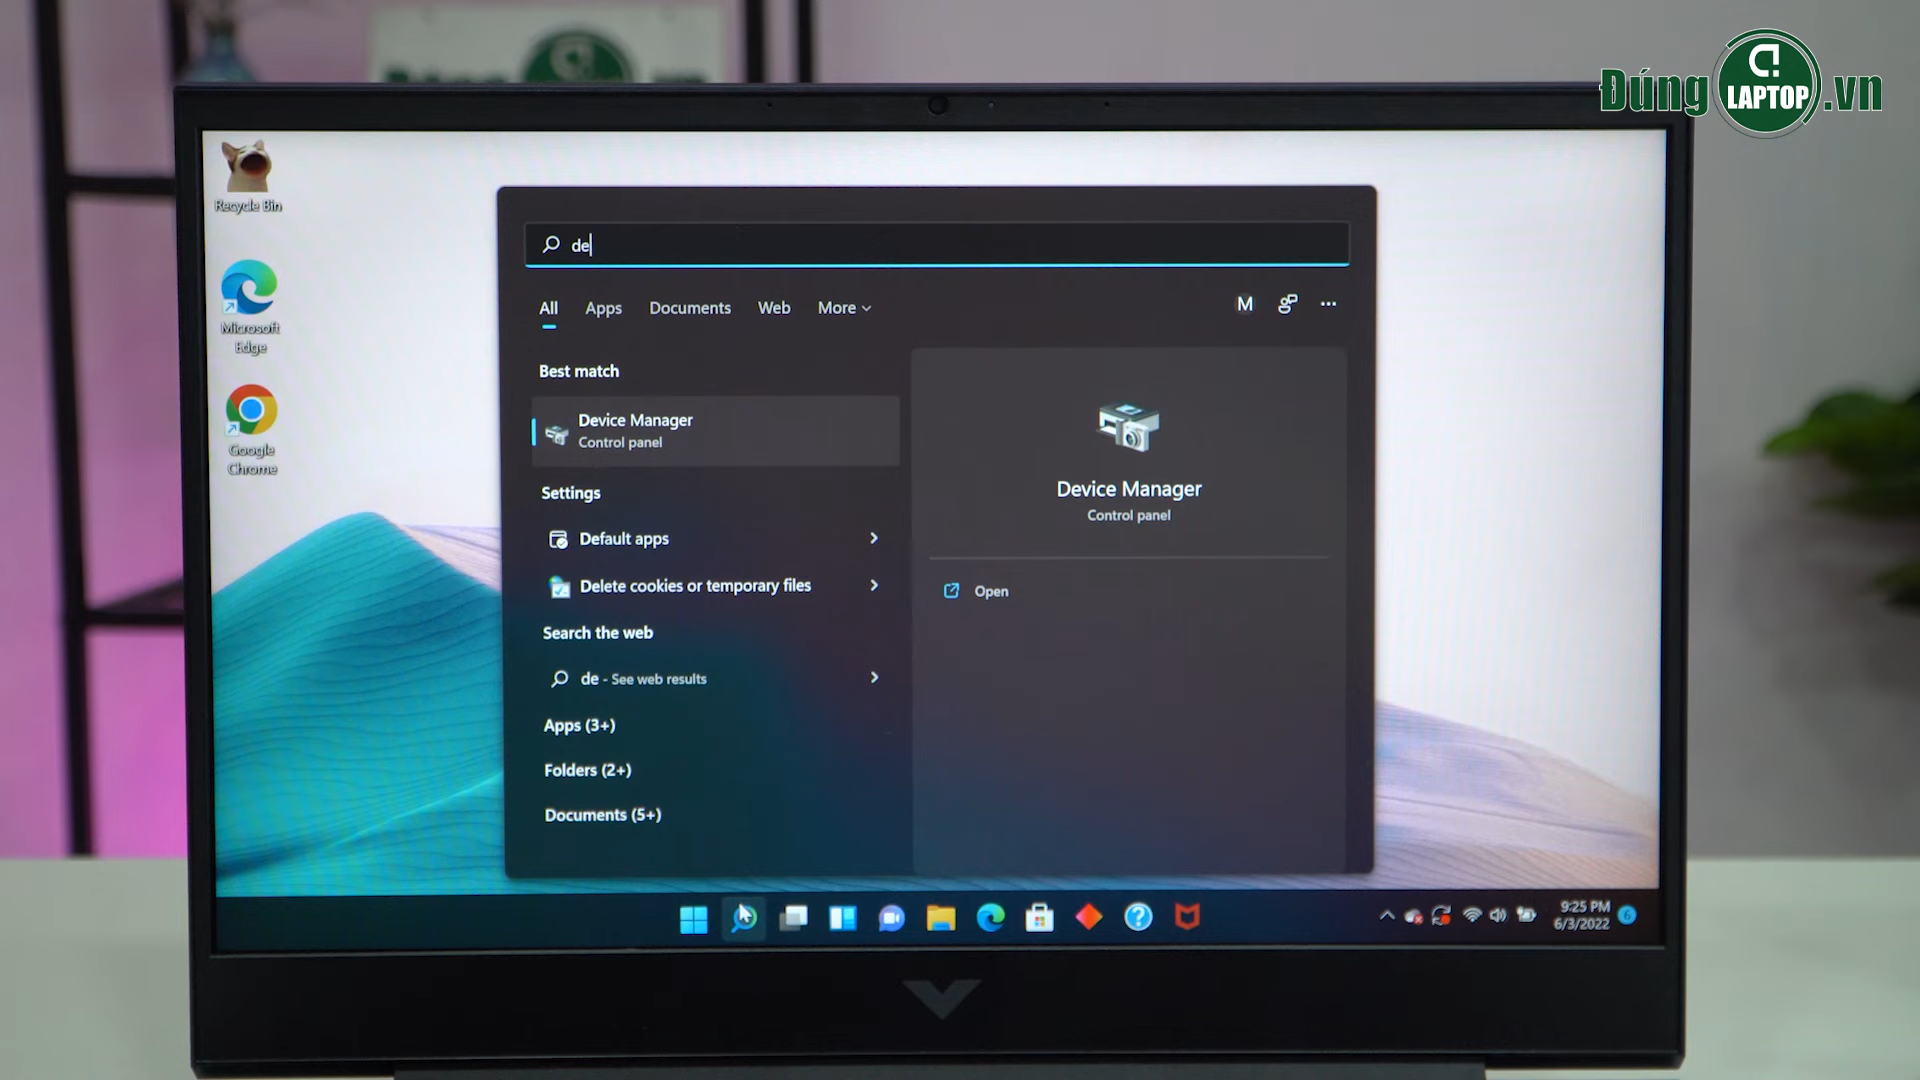 Đúng
LAPTOP
.vn
Recycle Bin
Microsoft
Edge
Google
Chrome
de
All
Apps
Documents
Web
More
M
Best match
Device Manager
Control panel
Settings
Default apps
Delete cookies or temporary files
Search the web
de - See web results
Apps (3+)
Folders (2+)
Documents (5+)
Device Manager
Control panel
Open
9:25 PM
6/3/2022
6